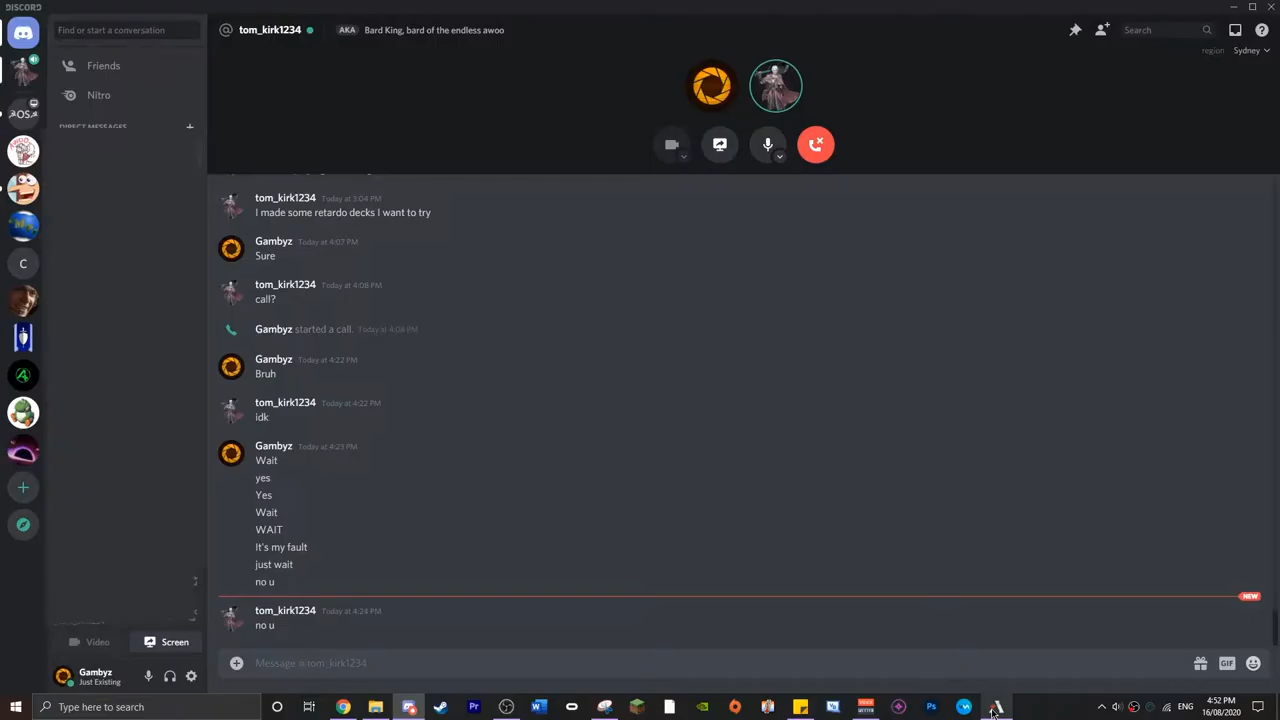 DISCORD
Find or start a conversation
@ tom_kirk1234 AKA Bard King, bard of the endless awoo
Search
region Sydney
Friends
Nitro
DIRECT MESSAGES +
tom_kirk1234 Today at 3:04 PM
I made some retardo decks I want to try
Gambyz Today at 4:07 PM
Sure
tom_kirk1234 Today at 4:08 PM
call?
Gambyz started a call. Today at 4:08 PM
Gambyz Today at 4:22 PM
Bruh
tom_kirk1234 Today at 4:22 PM
idk
Gambyz Today at 4:23 PM
Wait
yes
Yes
Wait
WAIT
It's my fault
just wait
no u
NEW
tom_kirk1234 Today at 4:24 PM
no u
Video Screen
Message @tom_kirk1234
GIF
Gambyz
Just Existing
OS
C
Type here to search
4:52 PM
16/08/2020